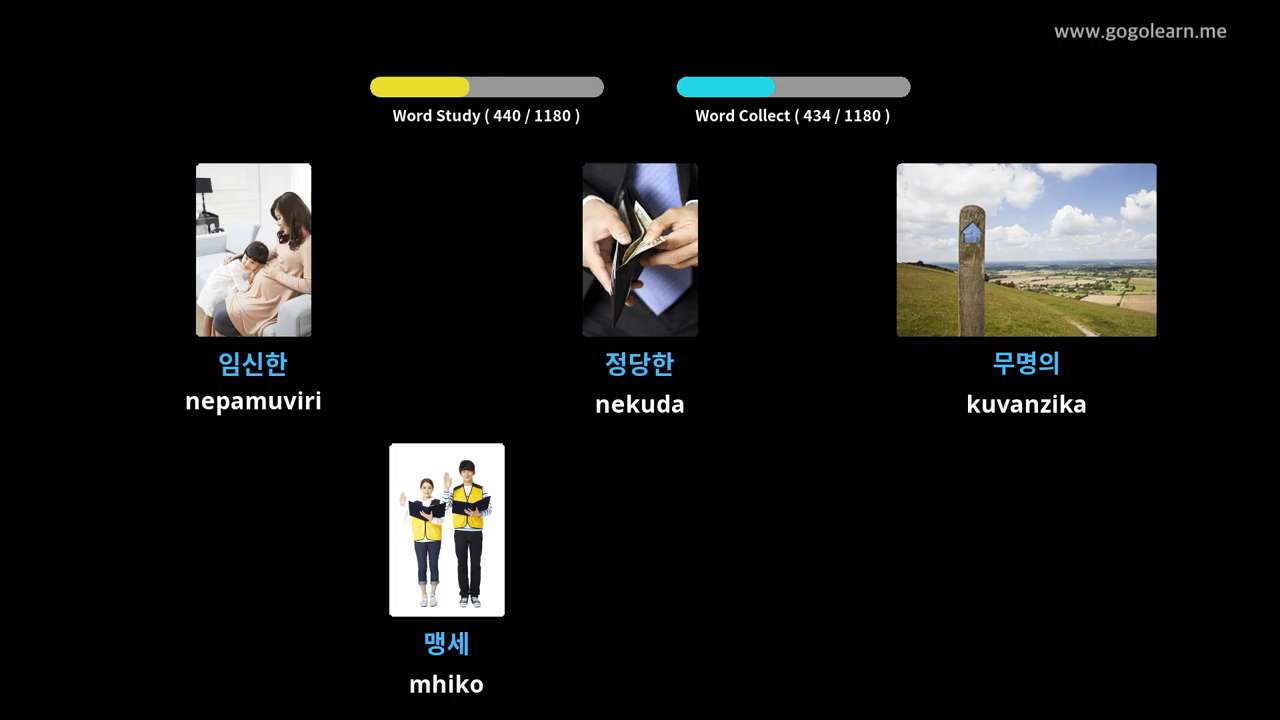 www.gogolearn.me
Word Study ( 440 / 1180 )
Word Collect ( 434 / 1180 )
임신한
nepamuviri
정당한
nekuda
무명의
kuvanzika
맹세
mhiko